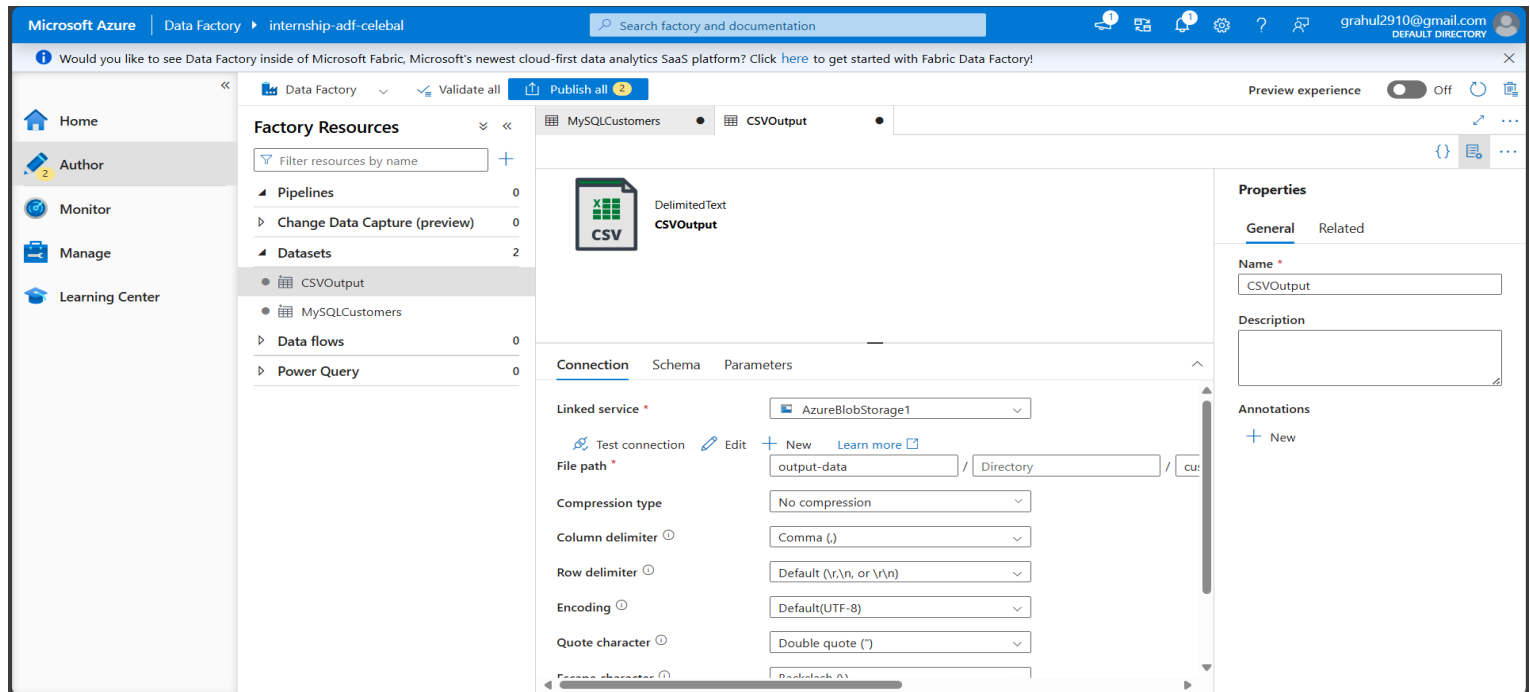 Microsoft Azure Data Factory internship-adf-celebal Search factory and documentation 1 1 ? grahul2910@gmail.com
DEFAULT DIRECTORY
Would you like to see Data Factory inside of Microsoft Fabric, Microsoft's newest cloud-first data analytics SaaS platform? Click here to get started with Fabric Data Factory!
Data Factory Validate all Publish all 2 Preview experience Off
Home
Author
2
Monitor
Manage
Learning Center
Factory Resources
Filter resources by name
Pipelines 0
Change Data Capture (preview) 0
Datasets 2
CSVOutput
MySQLCustomers
Data flows 0
Power Query 0
MySQLCustomers CSVOutput
{}
CSV
DelimitedText
CSVOutput
Connection Schema Parameters
Linked service * AzureBlobStorage1
Test connection Edit New Learn more
File path * output-data / Directory / cus
Compression type No compression
Column delimiter Comma (,)
Row delimiter Default (\r,\n, or \r\n)
Encoding Default(UTF-8)
Quote character Double quote (")
Escape character Backslash (\)
Properties
General Related
Name *
CSVOutput
Description
Annotations
New